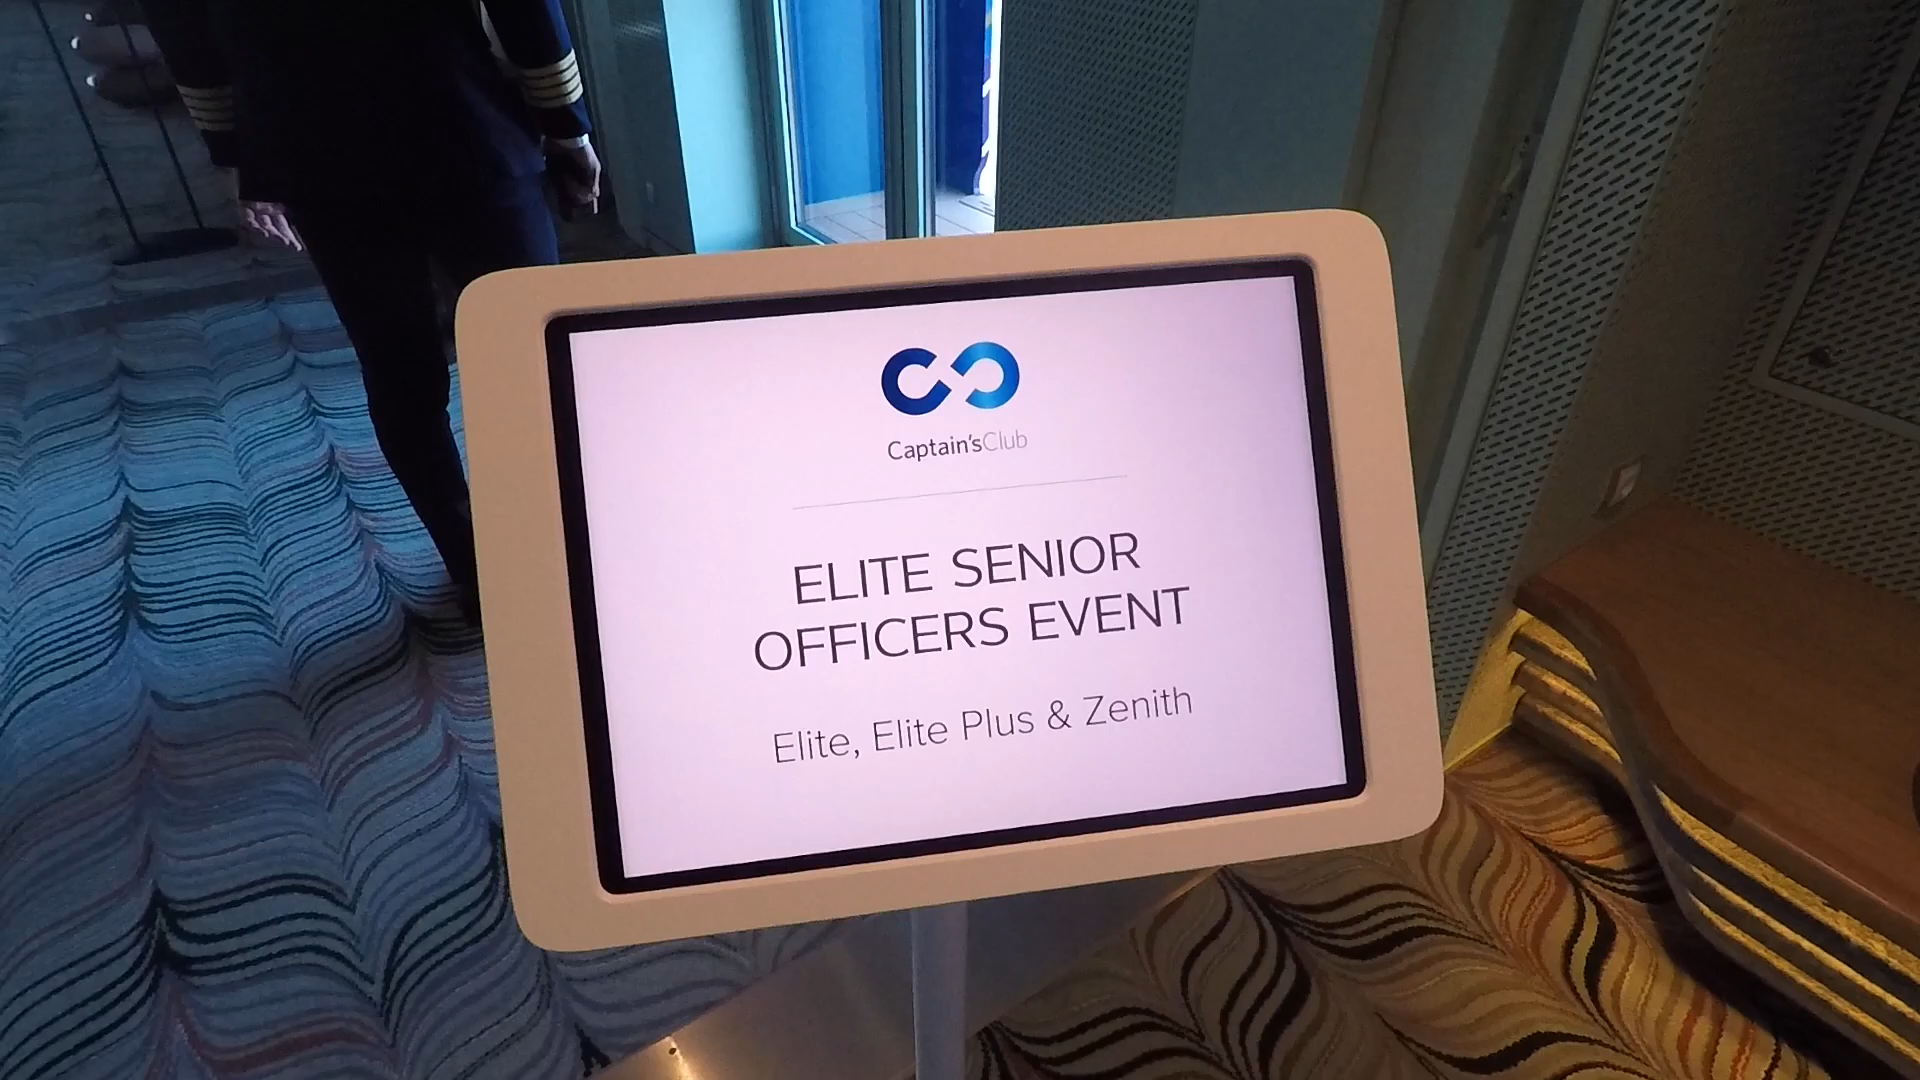 Captain'sClub
ELITE SENIOR
OFFICERS EVENT
Elite, Elite Plus & Zenith